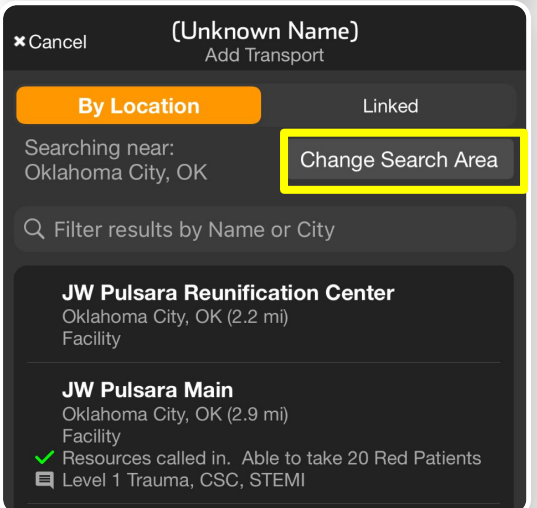 ×Cancel
(Unknown Name)
Add Transport
By Location
Linked
Searching near:
Oklahoma City, OK
Change Search Area
Filter results by Name or City
JW Pulsara Reunification Center
Oklahoma City, OK (2.2 mi)
Facility
JW Pulsara Main
Oklahoma City, OK (2.9 mi)
Facility
Resources called in.  Able to take 20 Red Patients
Level 1 Trauma, CSC, STEMI